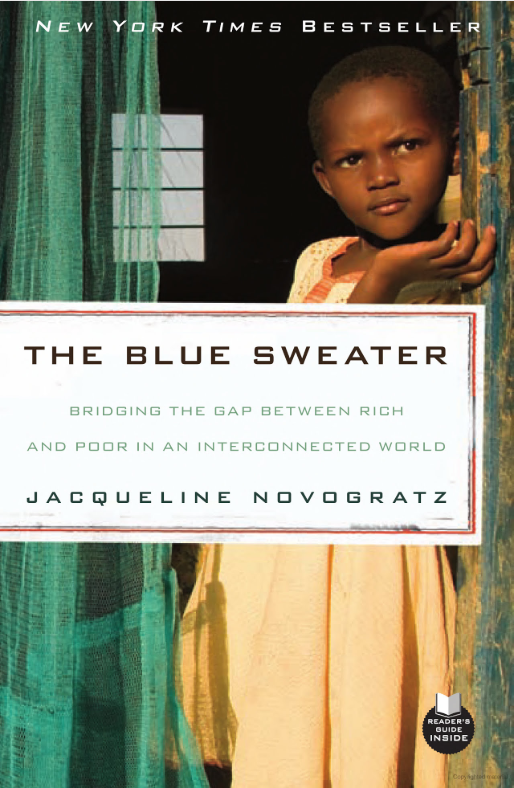 NEW YORK TIMES BESTSELLER
THE BLUE SWEATER
BRIDGING THE GAP BETWEEN RICH
AND POOR IN AN INTERCONNECTED WORLD
JACQUELINE NOVOGRATZ
READER'S
GUIDE
INSIDE